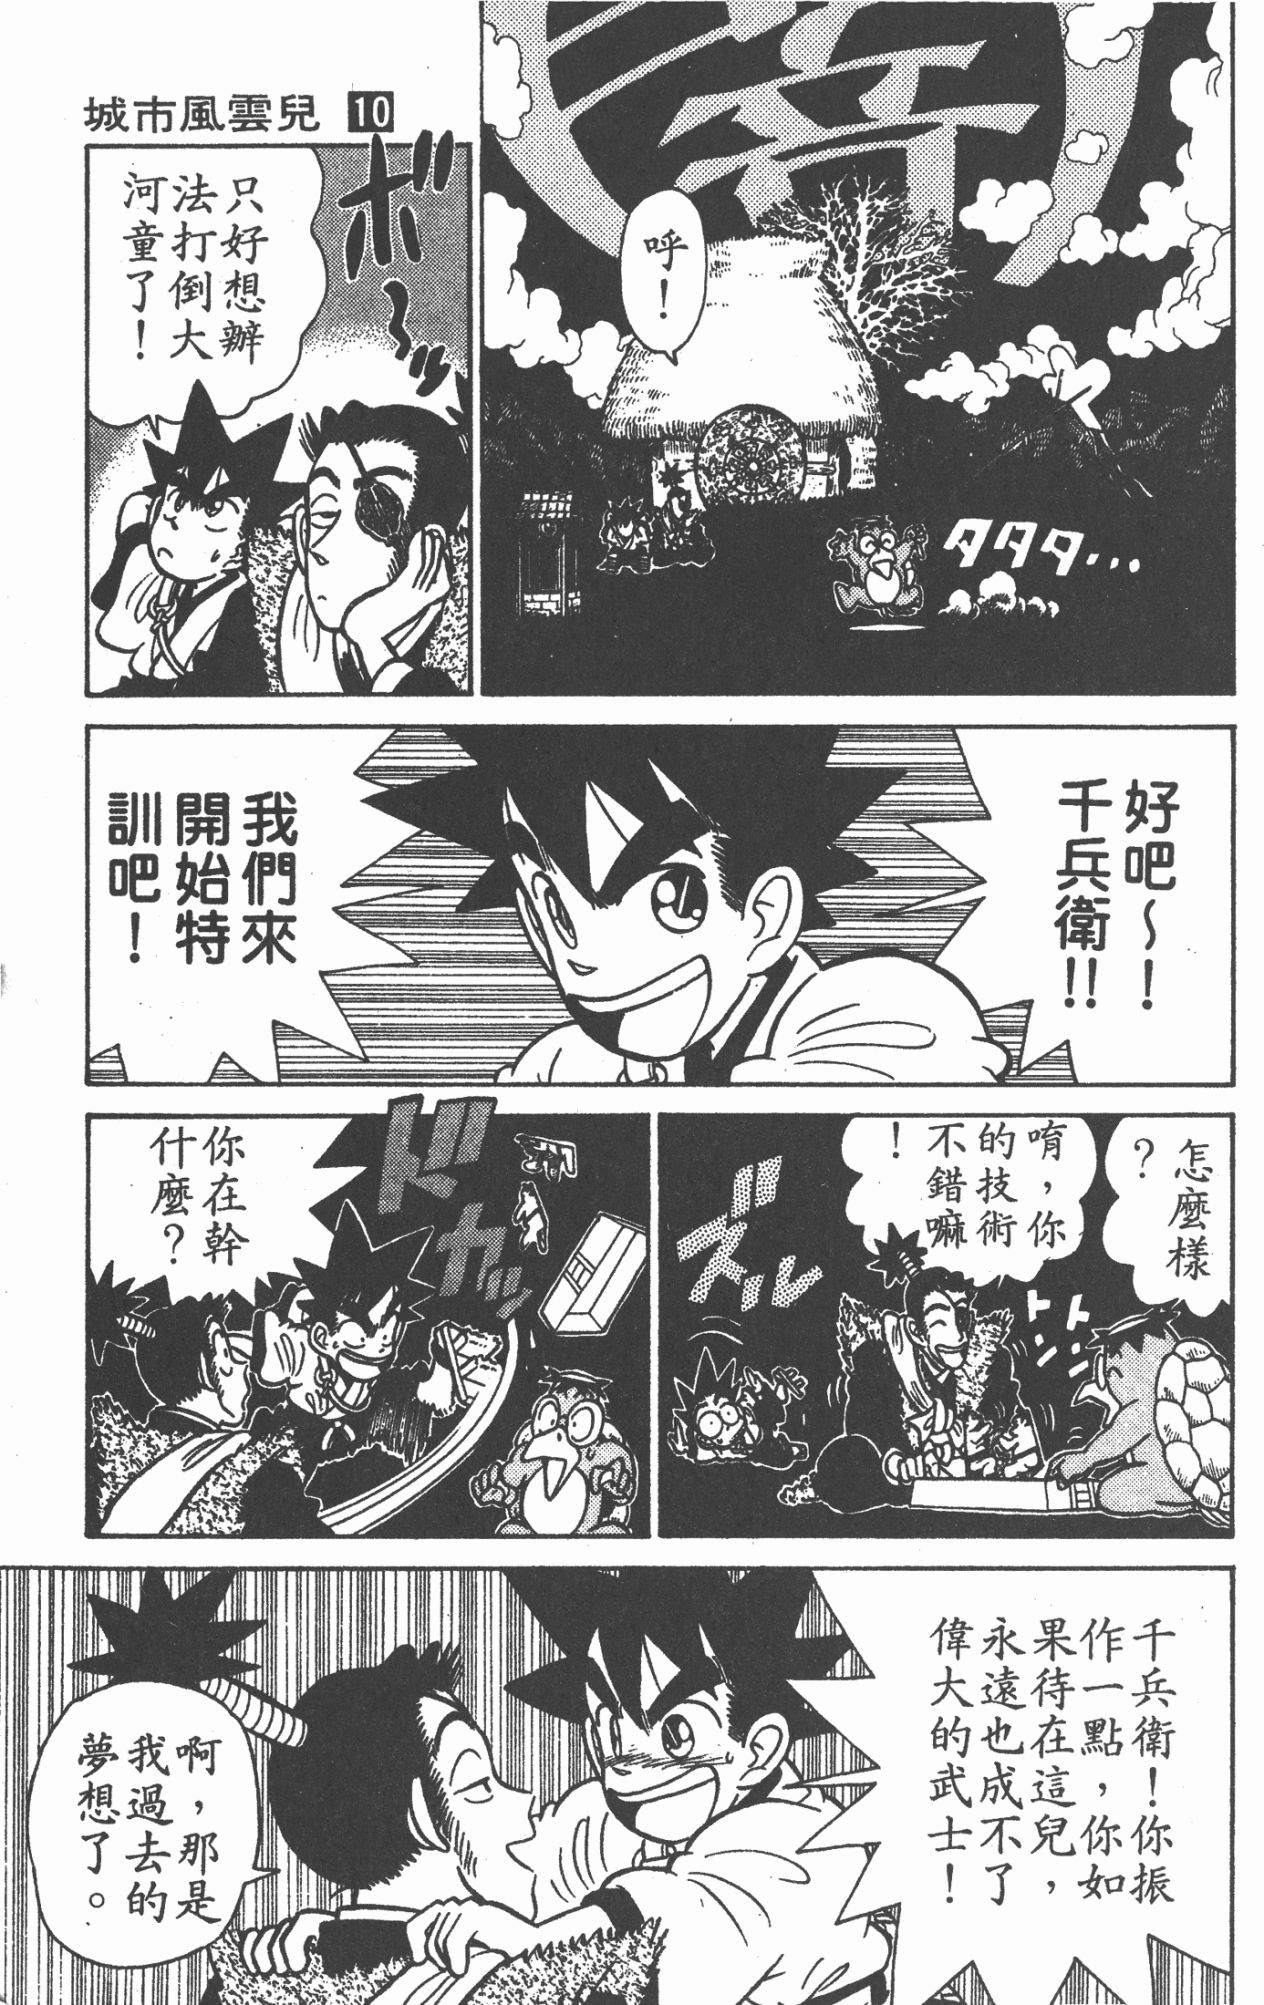 城市風雲兒 10
呼！
タタタ…
ボ〜ッ
只好想辦
法打倒大
河童了！
好吧～！
千兵衛!!
我們來
開始特
訓吧！
怎麼樣
？
唷，你
的技術
不錯嘛
！
トントン
ズル
ドカッ
你在幹
什麼？
千兵衛！你振
作一點，你如
果待在這兒，
永遠也成不了
偉大的武士！
啊，那是
我過去的
夢想了。